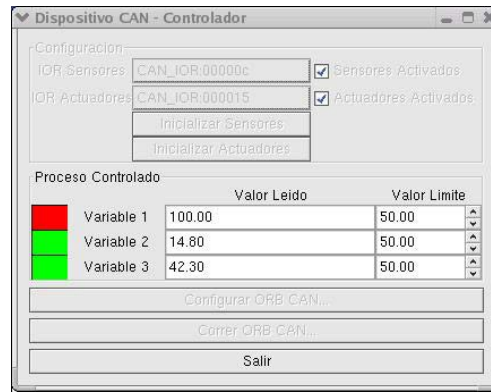 Dispositivo CAN - Controlador
Configuracion
IOR Sensores CAN_IOR:00000c Sensores Activados
IOR Actuadores CAN_IOR:000015 Actuadores Activados
Inicializar Sensores
Inicializar Actuadores
Proceso Controlado
Valor Leido Valor Limite
Variable 1 100.00 50.00
Variable 2 14.80 50.00
Variable 3 42.30 50.00
Configurar ORB CAN...
Correr ORB CAN...
Salir